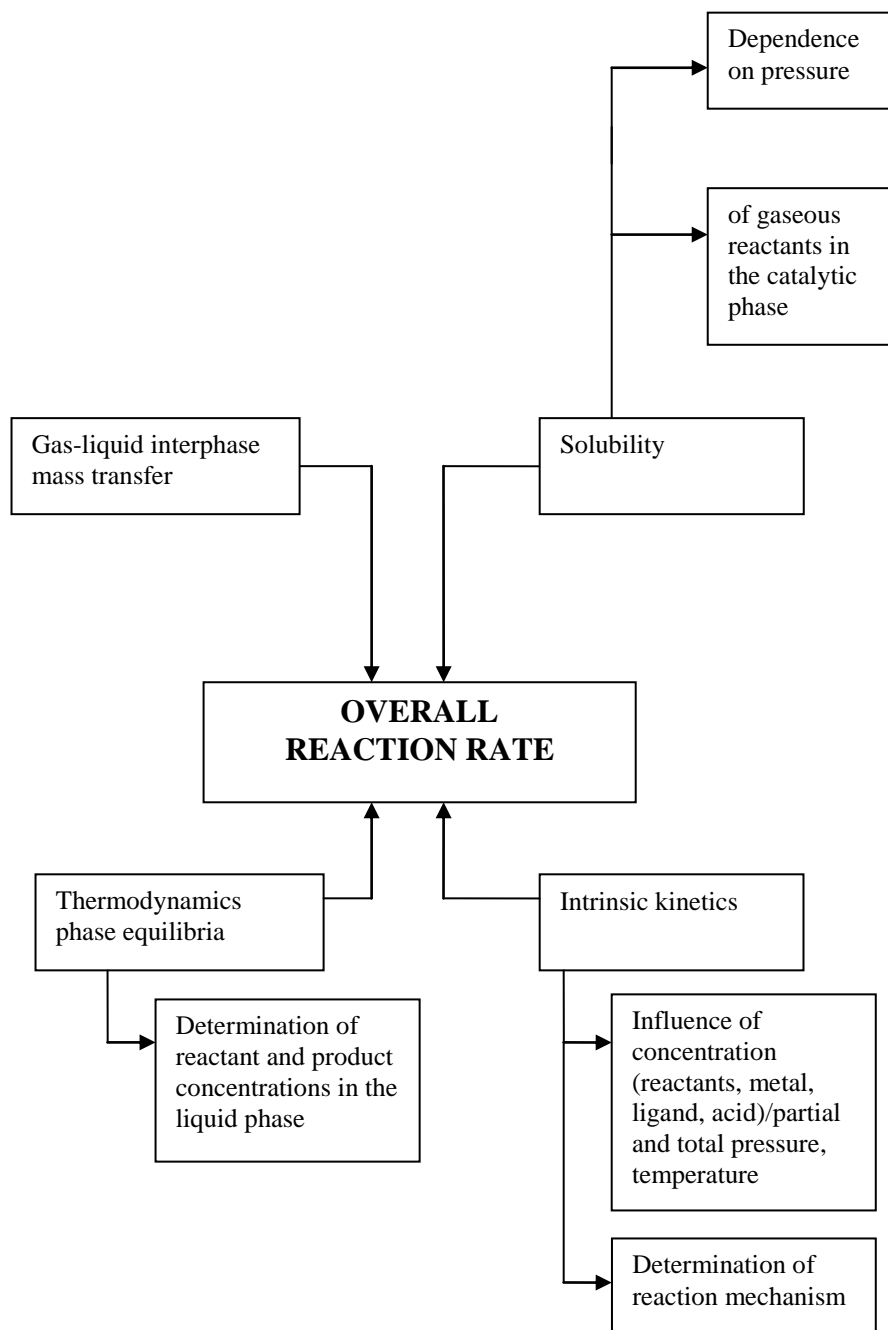 Dependence
on pressure
of gaseous
reactants in
the catalytic
phase
Gas-liquid interphase
mass transfer
Solubility
OVERALL
REACTION RATE
Thermodynamics
phase equilibria
Intrinsic kinetics
Determination of
reactant and product
concentrations in the
liquid phase
Influence of
concentration
(reactants, metal,
ligand, acid)/partial
and total pressure,
temperature
Determination of
reaction mechanism